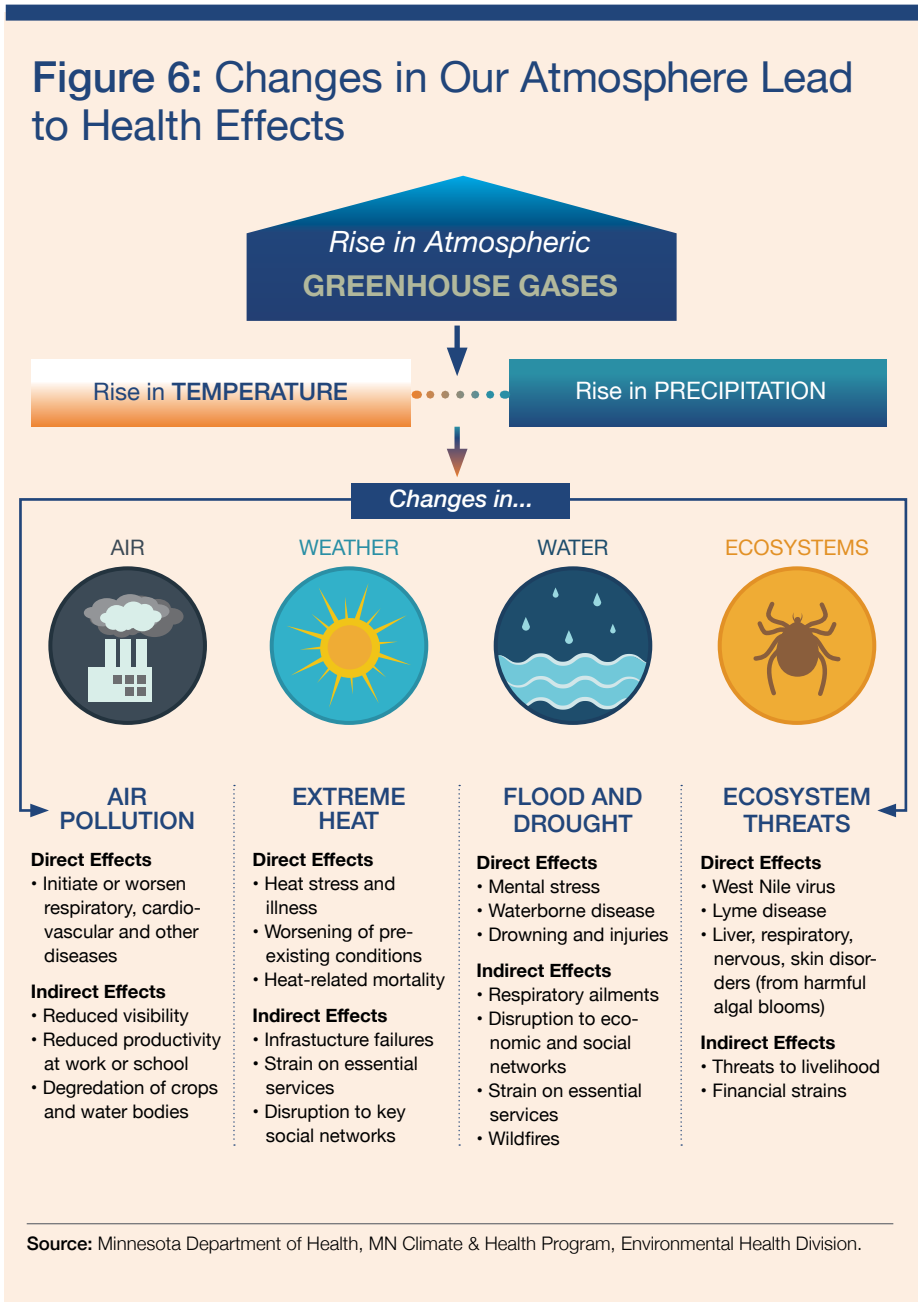 Figure 6: Changes in Our Atmosphere Lead
to Health Effects
Rise in Atmospheric
GREENHOUSE GASES
Rise in TEMPERATURE
Rise in PRECIPITATION
Changes in...
AIR
WEATHER
WATER
ECOSYSTEMS
AIR
POLLUTION
Direct Effects
• Initiate or worsen
respiratory, cardio-
vascular and other
diseases
Indirect Effects
• Reduced visibility
• Reduced productivity
at work or school
• Degredation of crops
and water bodies
EXTREME
HEAT
Direct Effects
• Heat stress and
illness
• Worsening of pre-
existing conditions
• Heat-related mortality
Indirect Effects
• Infrastucture failures
• Strain on essential
services
• Disruption to key
social networks
FLOOD AND
DROUGHT
Direct Effects
• Mental stress
• Waterborne disease
• Drowning and injuries
Indirect Effects
• Respiratory ailments
• Disruption to eco-
nomic and social
networks
• Strain on essential
services
• Wildfires
ECOSYSTEM
THREATS
Direct Effects
• West Nile virus
• Lyme disease
• Liver, respiratory,
nervous, skin disor-
ders (from harmful
algal blooms)
Indirect Effects
• Threats to livelihood
• Financial strains
Source: Minnesota Department of Health, MN Climate & Health Program, Environmental Health Division.